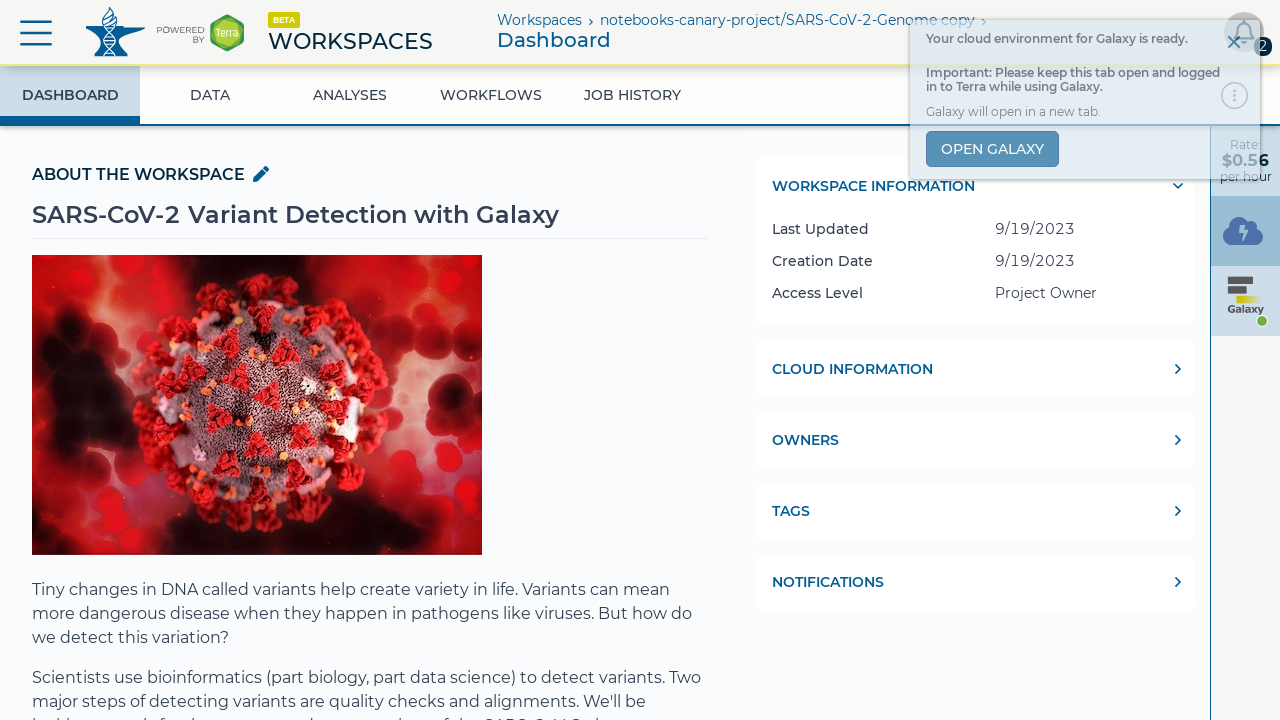 POWERED BY
Terra
BETA
WORKSPACES
Workspaces › notebooks-canary-project/SARS-CoV-2-Genome copy ›
Dashboard
2
Your cloud environment for Galaxy is ready.
Important: Please keep this tab open and logged
in to Terra while using Galaxy.
Galaxy will open in a new tab.
OPEN GALAXY
DASHBOARD
DATA
ANALYSES
WORKFLOWS
JOB HISTORY
Rate:
$0.56
per hour
Galaxy
ABOUT THE WORKSPACE
SARS-CoV-2 Variant Detection with Galaxy
Tiny changes in DNA called variants help create variety in life. Variants can mean
more dangerous disease when they happen in pathogens like viruses. But how do
we detect this variation?
Scientists use bioinformatics (part biology, part data science) to detect variants. Two
major steps of detecting variants are quality checks and alignments. We'll be
WORKSPACE INFORMATION
Last Updated 9/19/2023
Creation Date 9/19/2023
Access Level Project Owner
CLOUD INFORMATION
OWNERS
TAGS
NOTIFICATIONS